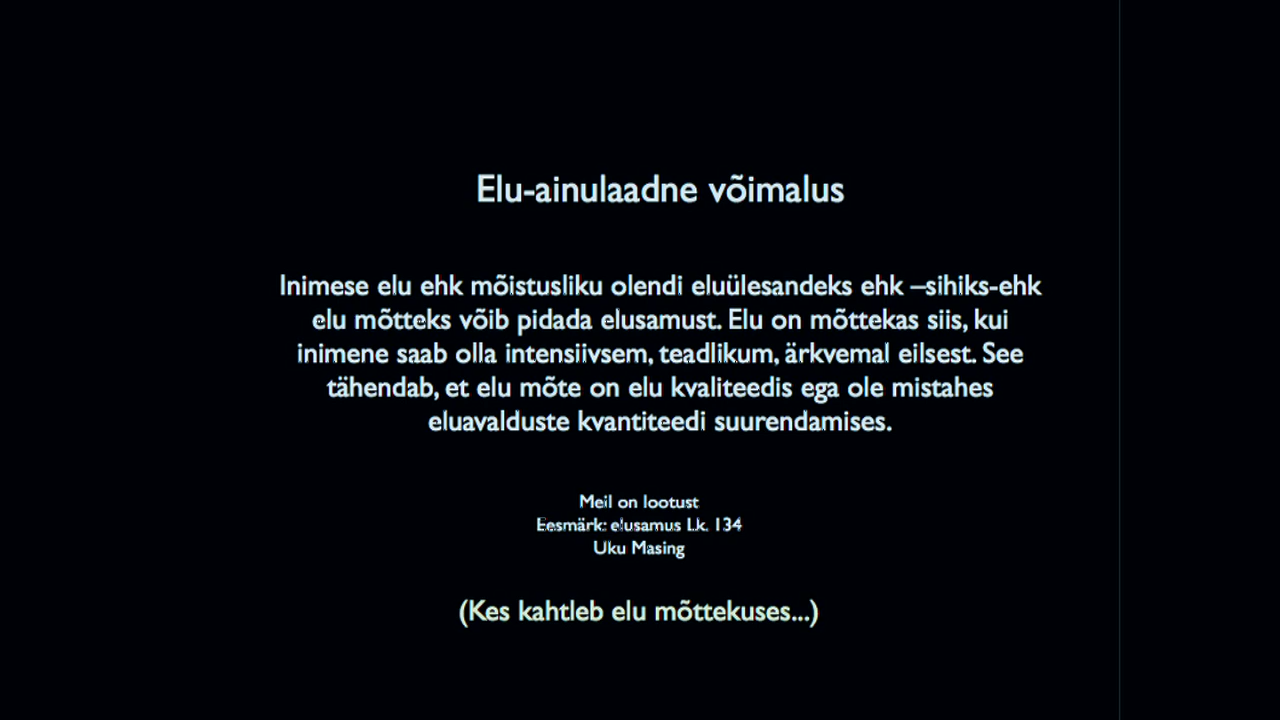 Elu-ainulaadne võimalus
Inimese elu ehk mõistusliku olendi eluülesandeks ehk –sihiks-ehk
elu mõtteks võib pidada elusamust. Elu on mõttekas siis, kui
inimene saab olla intensiivsem, teadlikum, ärkvemal eilsest. See
tähendab, et elu mõte on elu kvaliteedis ega ole mistahes
eluavalduste kvantiteedi suurendamises.
Meil on lootust
Eesmärk: elusamus Lk. 134
Uku Masing
(Kes kahtleb elu mõttekuses...)